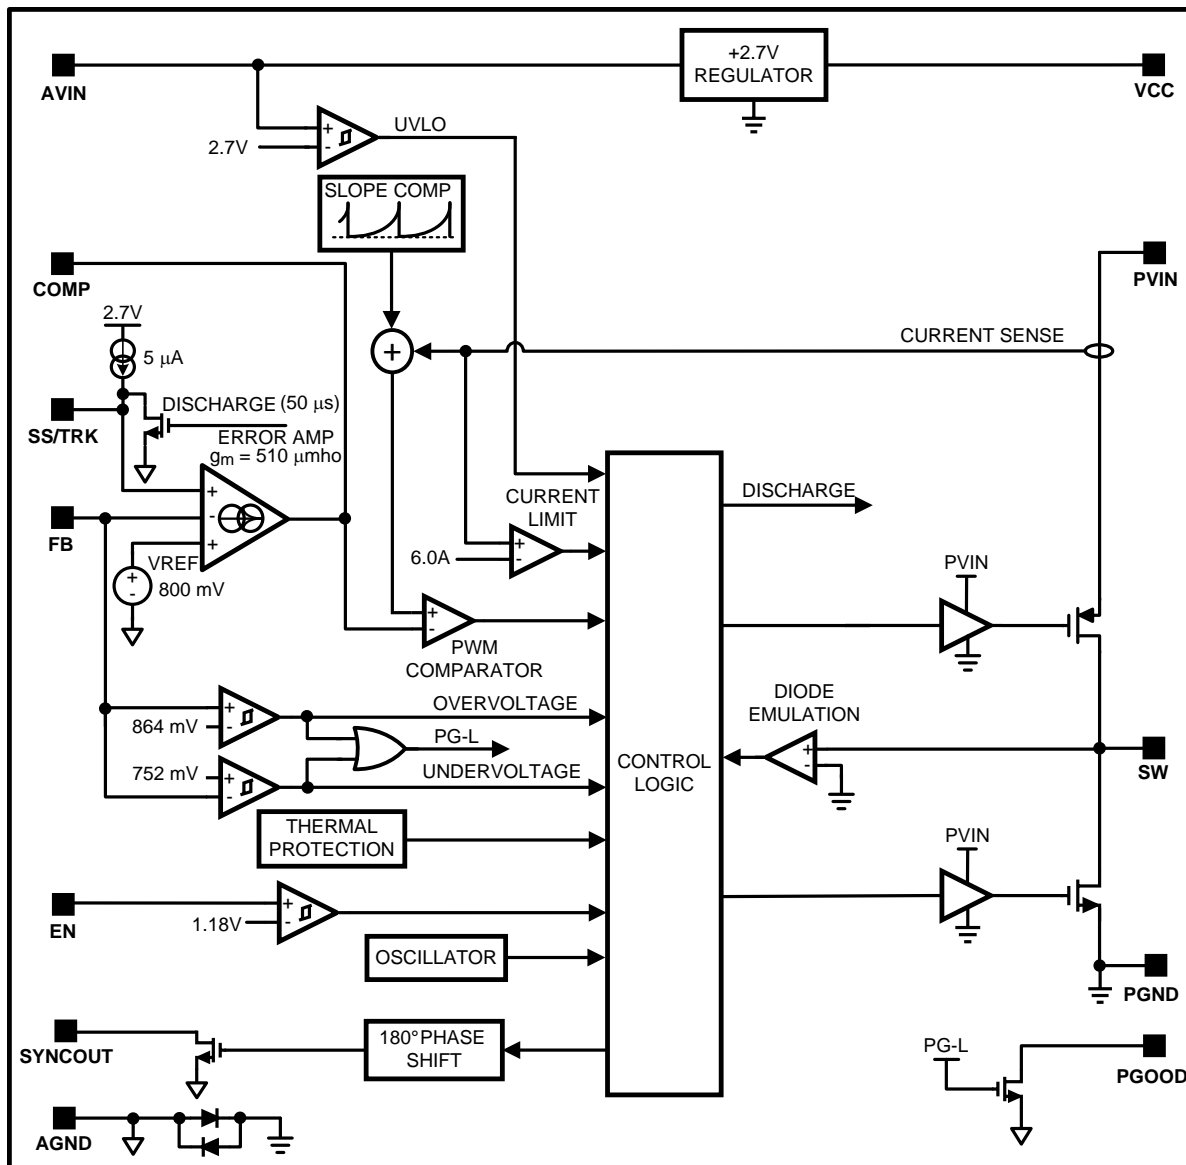 +2.7V
REGULATOR
AVIN
VCC
+
-
UVLO
2.7V
SLOPE COMP
COMP
PVIN
2.7V
5 μA
+
CURRENT SENSE
DISCHARGE (50 μs)
SS/TRK
ERROR AMP
gm = 510 μmho
+
-
+
FB
CURRENT
LIMIT
+
-
6.0A
DISCHARGE
VREF
+
-
800 mV
PVIN
+
-
PWM
COMPARATOR
OVERVOLTAGE
+
-
864 mV
PG-L
DIODE
EMULATION
+
-
SW
752 mV
+
-
UNDERVOLTAGE
CONTROL
LOGIC
THERMAL
PROTECTION
PVIN
EN
+
-
1.18V
OSCILLATOR
PGND
SYNCOUT
180° PHASE
SHIFT
PG-L
PGOOD
AGND